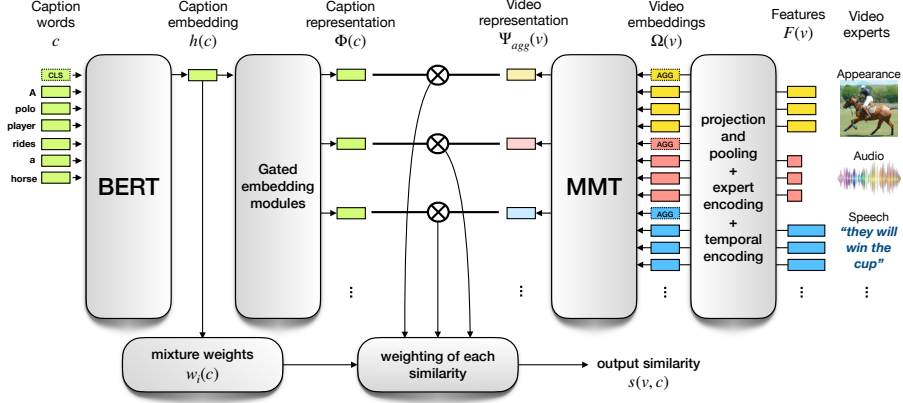 Caption words
c
Caption embedding
h(c)
Caption representation
Φ(c)
Video representation
Ψ_agg(v)
Video embeddings
Ω(v)
Features
F(v)
Video experts
CLS
A
polo
player
rides
a
horse
BERT
Gated
embedding
modules
MMT
AGG
AGG
AGG
projection
and
pooling
+
expert
encoding
+
temporal
encoding
Appearance
Audio
Speech
“they will
win the
cup”
mixture weights
w_i(c)
weighting of each
similarity
output similarity
s(v, c)